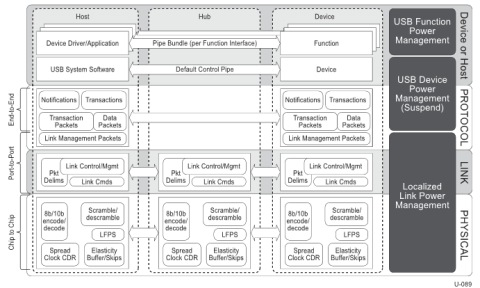 Host
Hub
Device
Device Driver/Application
Pipe Bundle (per Function Interface)
Function
USB System Software
Default Control Pipe
Device
USB Function
Power
Management
Device or Host
USB Device
Power
Management
(Suspend)
End-to-End
Notifications
Transactions
Transaction
Packets
Data
Packets
Link Management Packets
Notifications
Transactions
Transaction
Packets
Data
Packets
Link Management Packets
PROTOCOL
Port-to-Port
Link Control/Mgmt
Pkt
Delims
Link Cmds
Link Control/Mgmt
Pkt
Delims
Link Cmds
Link Control/Mgmt
Pkt
Delims
Link Cmds
Localized
Link Power
Management
LINK
Chip to Chip
8b/10b
encode/
decode
Scramble/
descramble
LFPS
Spread
Clock CDR
Elasticity
Buffer/Skips
8b/10b
encode/
decode
Scramble/
descramble
LFPS
Spread
Clock CDR
Elasticity
Buffer/Skips
8b/10b
encode/
decode
Scramble/
descramble
LFPS
Spread
Clock CDR
Elasticity
Buffer/Skips
PHYSICAL
U-089